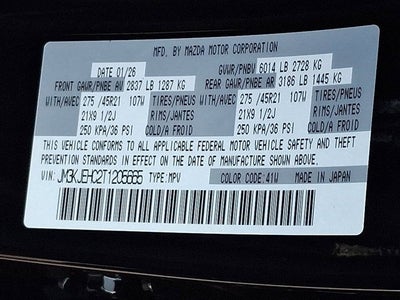 MFD. BY MAZDA MOTOR CORPORATION
DATE 01/26 GVWR/PNBV 6014 LB 2728 KG
FRONT GAWR/PNBE AV 2837 LB 1287 KG REAR GAWR/PNBE AR 3186 LB 1445 KG
WITH/AVEC 275 /45R21 107W TIRES/PNEUS WITH/AVEC 275 /45R21 107W TIRES/PNEUS
21X9 1/2J RIMS/JANTES 21X9 1/2J RIMS/JANTES
250 KPA/36 PSI COLD/A FROID 250 KPA/36 PSI COLD/A FROID
THIS VEHICLE CONFORMS TO ALL APPLICABLE FEDERAL MOTOR VEHICLE SAFETY AND THEFT
PREVENTION STANDARDS IN EFFECT ON THE DATE OF MANUFACTURE SHOWN ABOVE.
VIN: JM3KJEHC2T1205665 TYPE:MPV COLOR CODE:41W MADE IN JAPAN